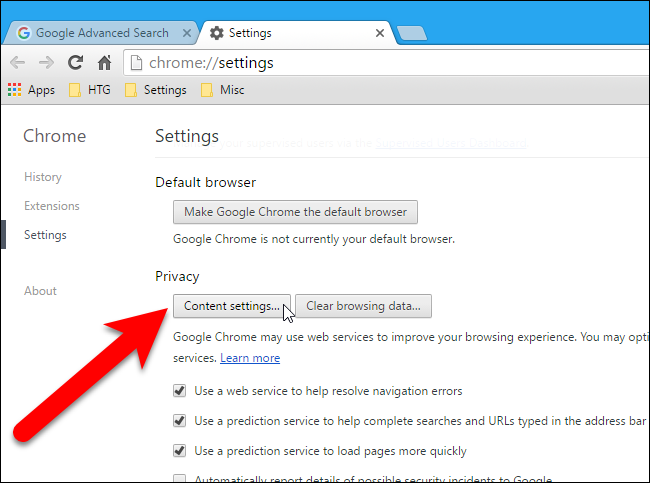 Google Advanced Search
Settings
chrome://settings
Apps HTG Settings Misc
Chrome
History
Extensions
Settings
About
Settings
Default browser
Make Google Chrome the default browser
Google Chrome is not currently your default browser.
Privacy
Content settings... Clear browsing data...
Google Chrome may use web services to improve your browsing experience. You may opti
services. Learn more
Use a web service to help resolve navigation errors
Use a prediction service to help complete searches and URLs typed in the address bar
Use a prediction service to load pages more quickly
Automatically report details of possible security incidents to Google